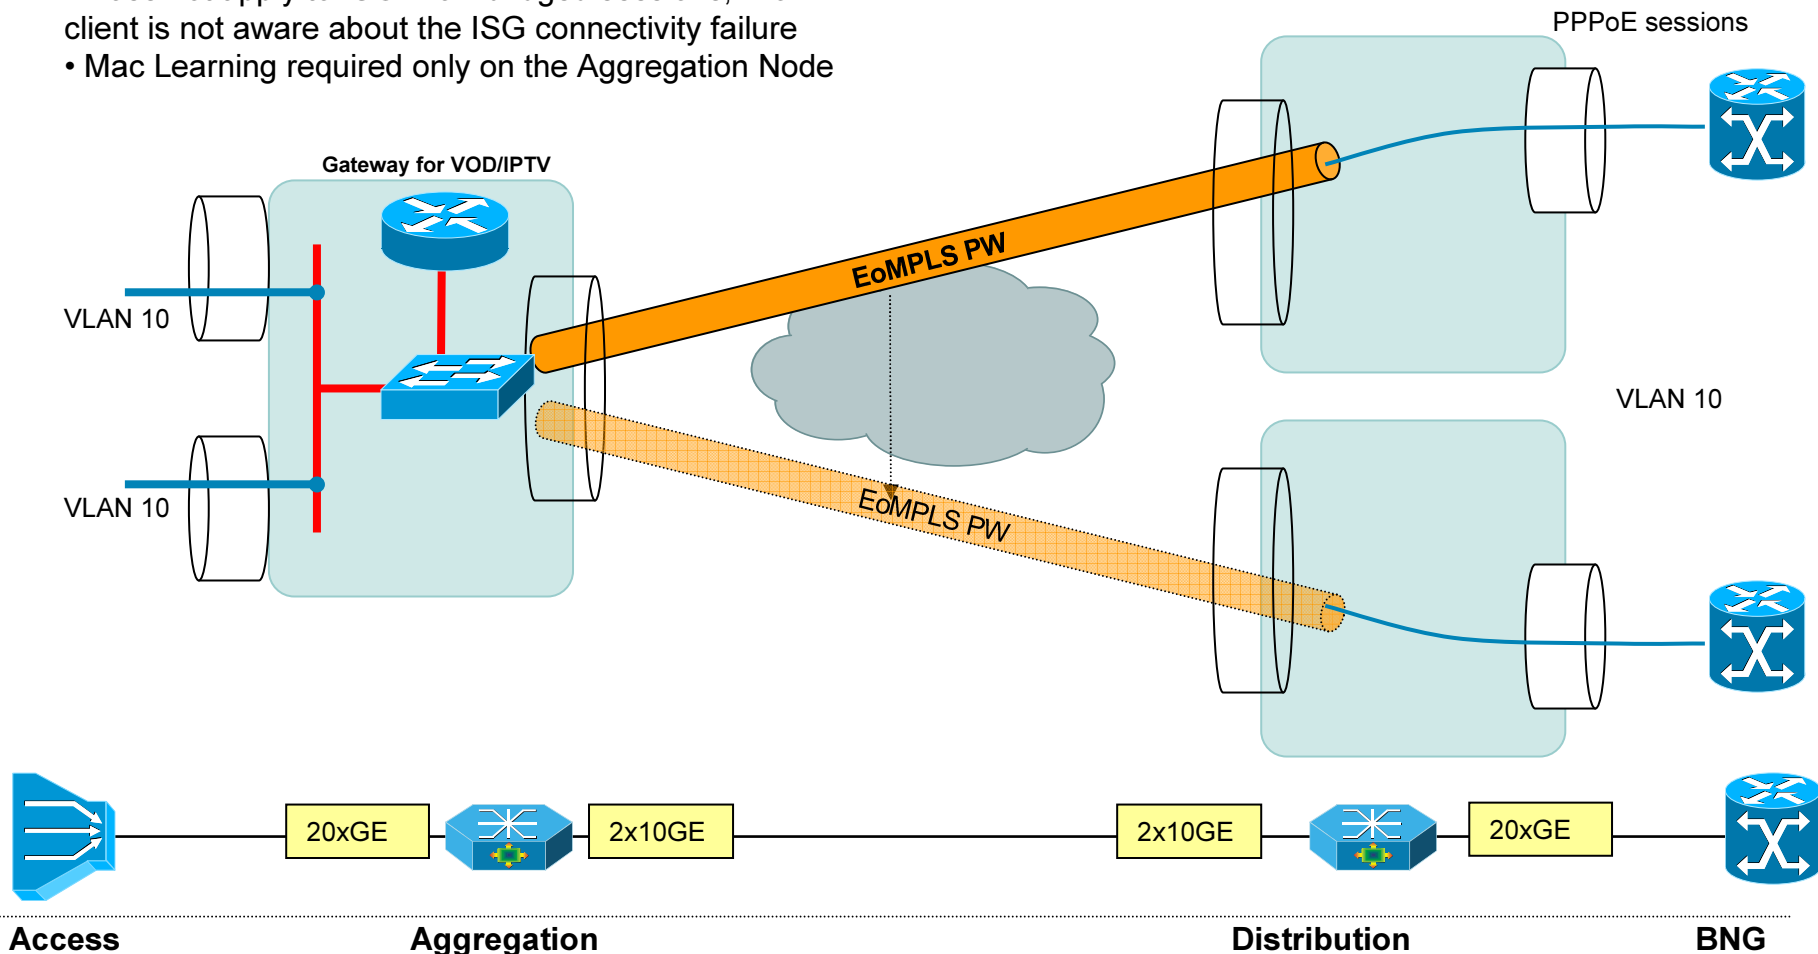 client is not aware about the ISG connectivity failure
• Mac Learning required only on the Aggregation Node
PPPoE sessions
Gateway for VOD/IPTV
VLAN 10
EoMPLS PW
VLAN 10
VLAN 10
EoMPLS PW
20xGE
2x10GE
2x10GE
20xGE
Access
Aggregation
Distribution
BNG